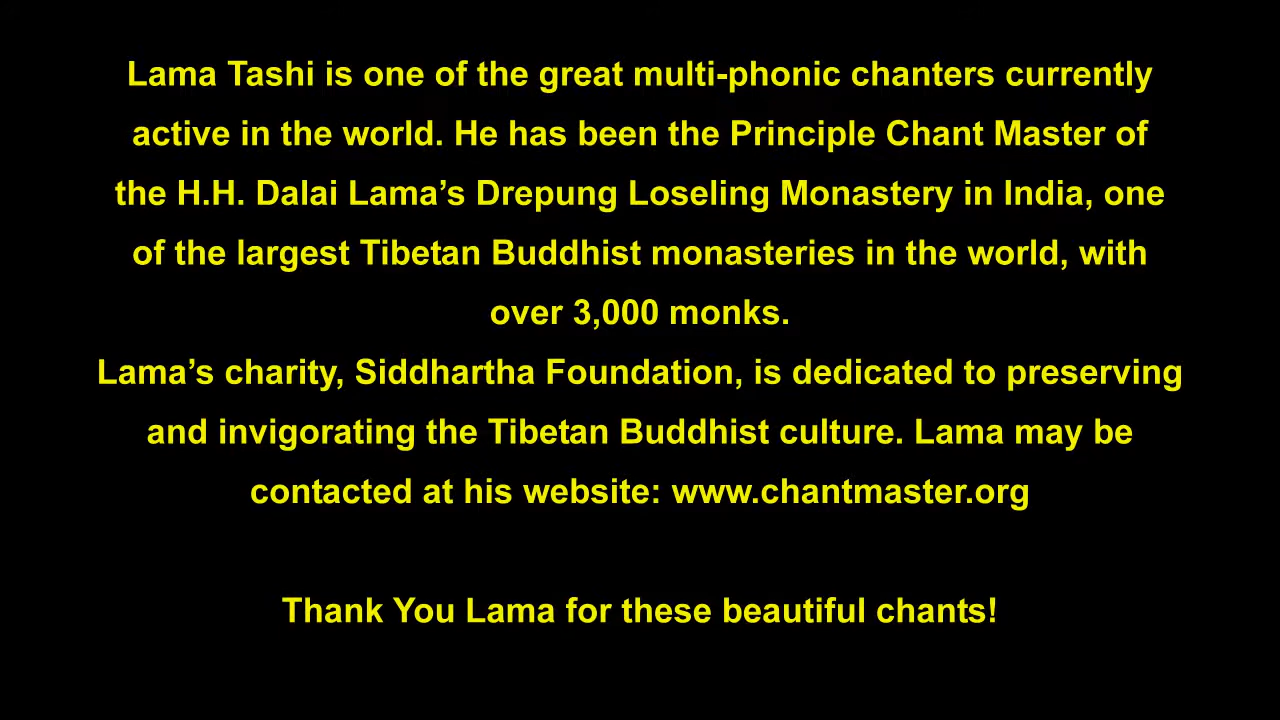 Lama Tashi is one of the great multi-phonic chanters currently
active in the world. He has been the Principle Chant Master of
the H.H. Dalai Lama’s Drepung Loseling Monastery in India, one
of the largest Tibetan Buddhist monasteries in the world, with
over 3,000 monks.
Lama’s charity, Siddhartha Foundation, is dedicated to preserving
and invigorating the Tibetan Buddhist culture. Lama may be
contacted at his website: www.chantmaster.org
Thank You Lama for these beautiful chants!